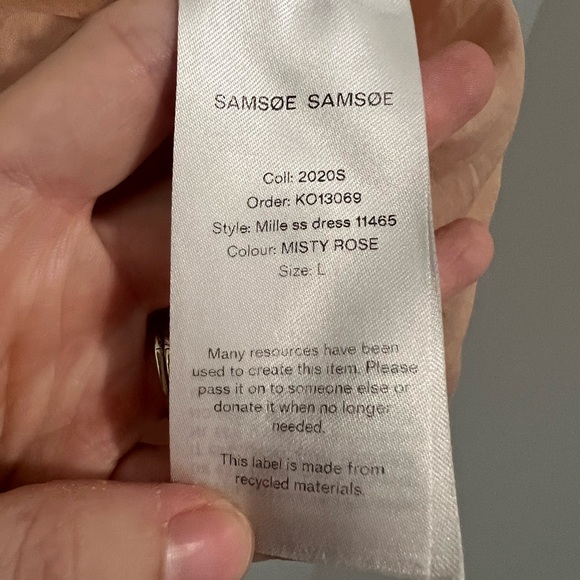 SAMSØE SAMSØE
Coll: 2020S
Order: KO13069
Style: Mille ss dress 11465
Colour: MISTY ROSE
Size: L
Many resources have been
used to create this item. Please
pass it on to someone else or
donate it when no longer
needed.
This label is made from
recycled materials.